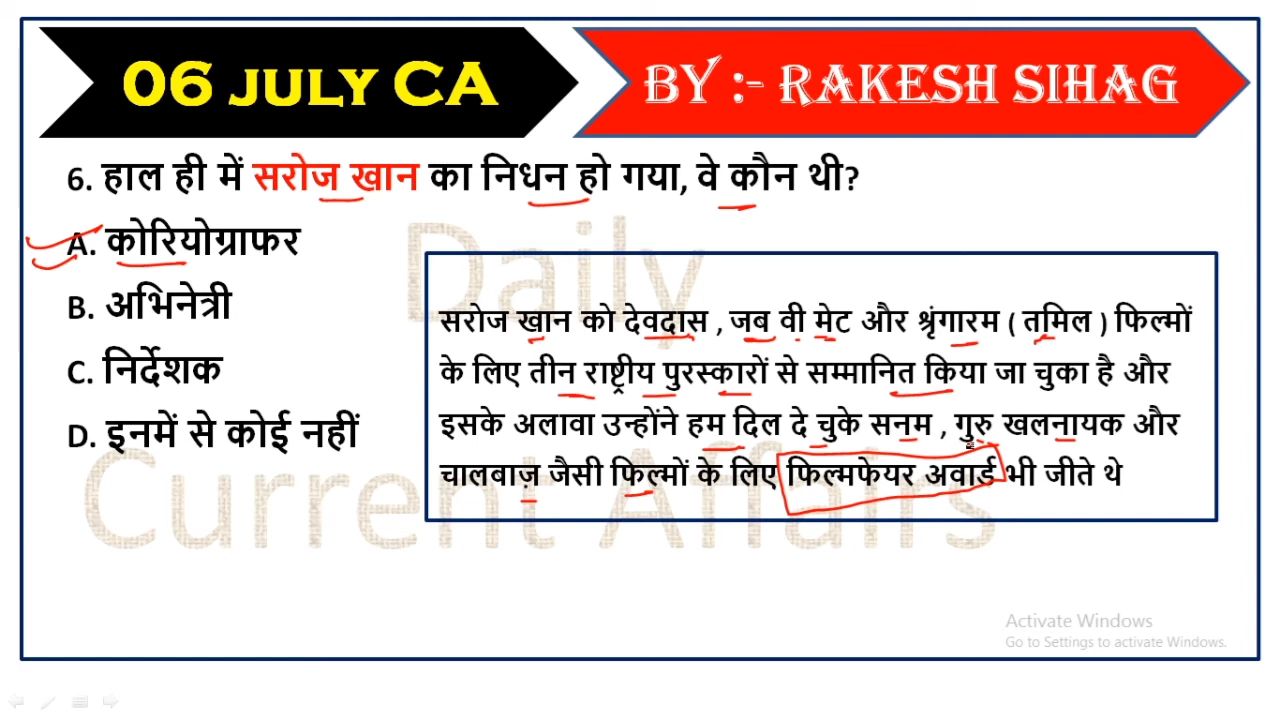 06 JULY CA
BY :- RAKESH SIHAG
6. हाल ही में सरोज खान का निधन हो गया, वे कौन थी?
A. कोरियोग्राफर
B. अभिनेत्री
C. निर्देशक
D. इनमें से कोई नहीं
सरोज खान को देवदास , जब वी मेट और श्रृंगारम ( तमिल ) फिल्मों
के लिए तीन राष्ट्रीय पुरस्कारों से सम्मानित किया जा चुका है और
इसके अलावा उन्होंने हम दिल दे चुके सनम , गुरु खलनायक और
चालबाज़ जैसी फिल्मों के लिए फिल्मफेयर अवार्ड भी जीते थे
Daily
Current Affairs
Activate Windows
Go to Settings to activate Windows.